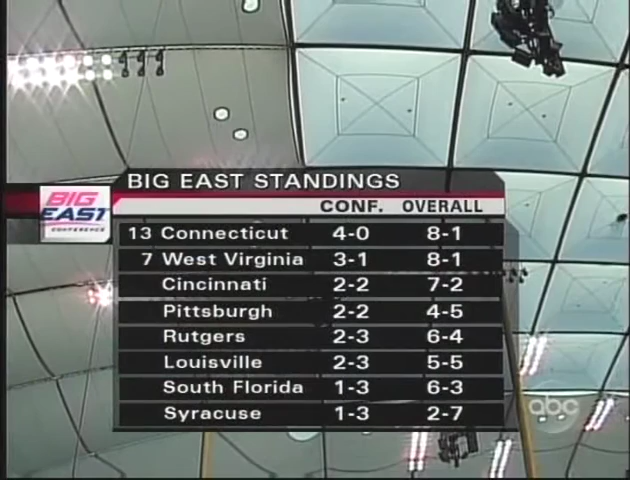 BIG EAST STANDINGS
BIG
EAST
CONFERENCE
CONF. OVERALL
13 Connecticut 4-0 8-1
7 West Virginia 3-1 8-1
Cincinnati 2-2 7-2
Pittsburgh 2-2 4-5
Rutgers 2-3 6-4
Louisville 2-3 5-5
South Florida 1-3 6-3
Syracuse 1-3 2-7
abc